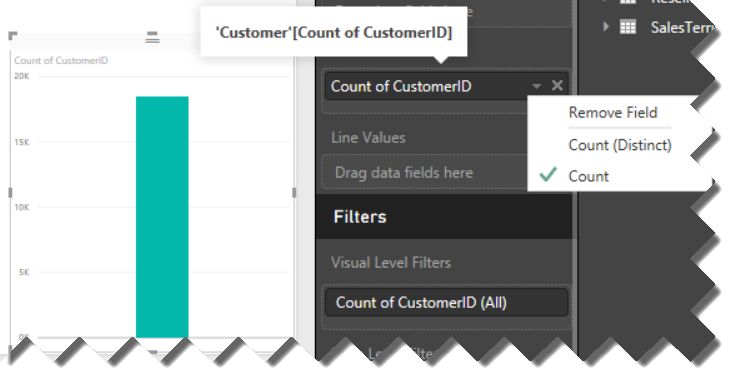 Resell
SalesTerr
'Customer'[Count of CustomerID]
Count of CustomerID
20K
15K
10K
5K
0K
Count of CustomerID
Remove Field
Count (Distinct)
Count
Line Values
Drag data fields here
Filters
Visual Level Filters
Count of CustomerID (All)